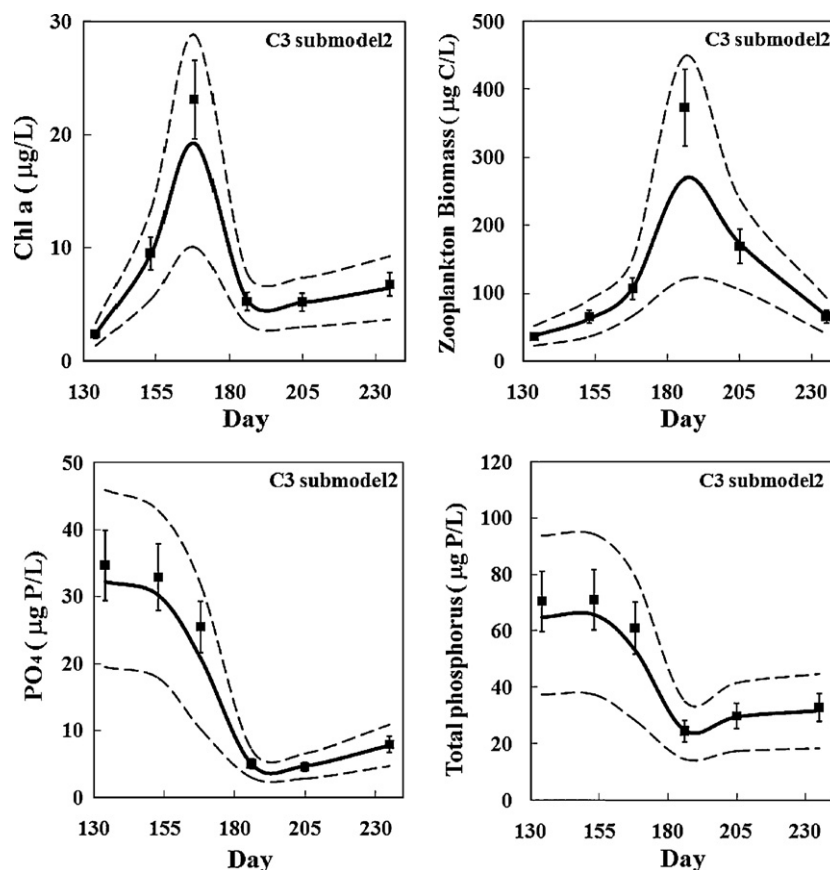 C3 submodel2
Chl a ( μg/L)
30
20
10
0
130 155 180 205 230
Day
C3 submodel2
Zooplankton Biomass ( μg C/L)
500
400
300
200
100
0
130 155 180 205 230
Day
C3 submodel2
PO4 ( μg P/L)
50
40
30
20
10
0
130 155 180 205 230
Day
C3 submodel2
Total phosphorus ( μg P/L)
120
100
80
60
40
20
0
130 155 180 205 230
Day